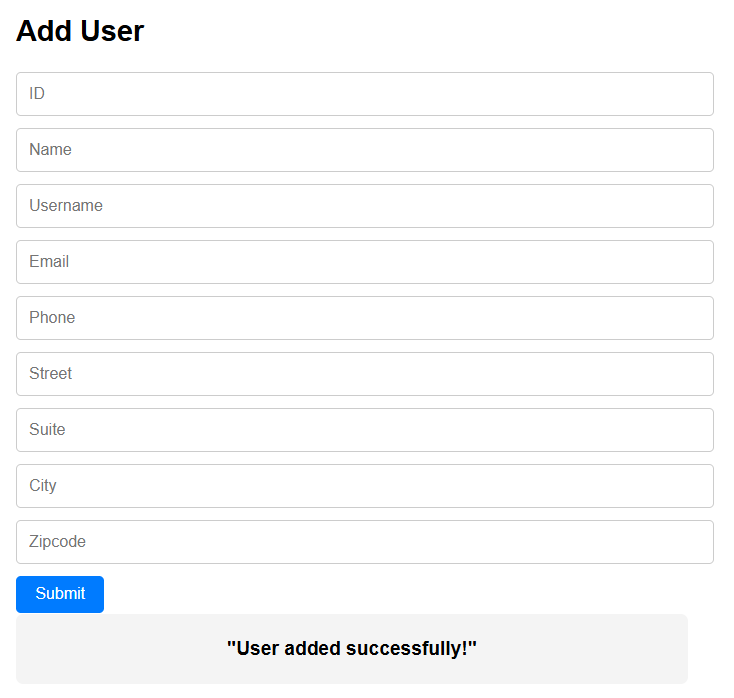 Add User
ID
Name
Username
Email
Phone
Street
Suite
City
Zipcode
Submit
"User added successfully!"